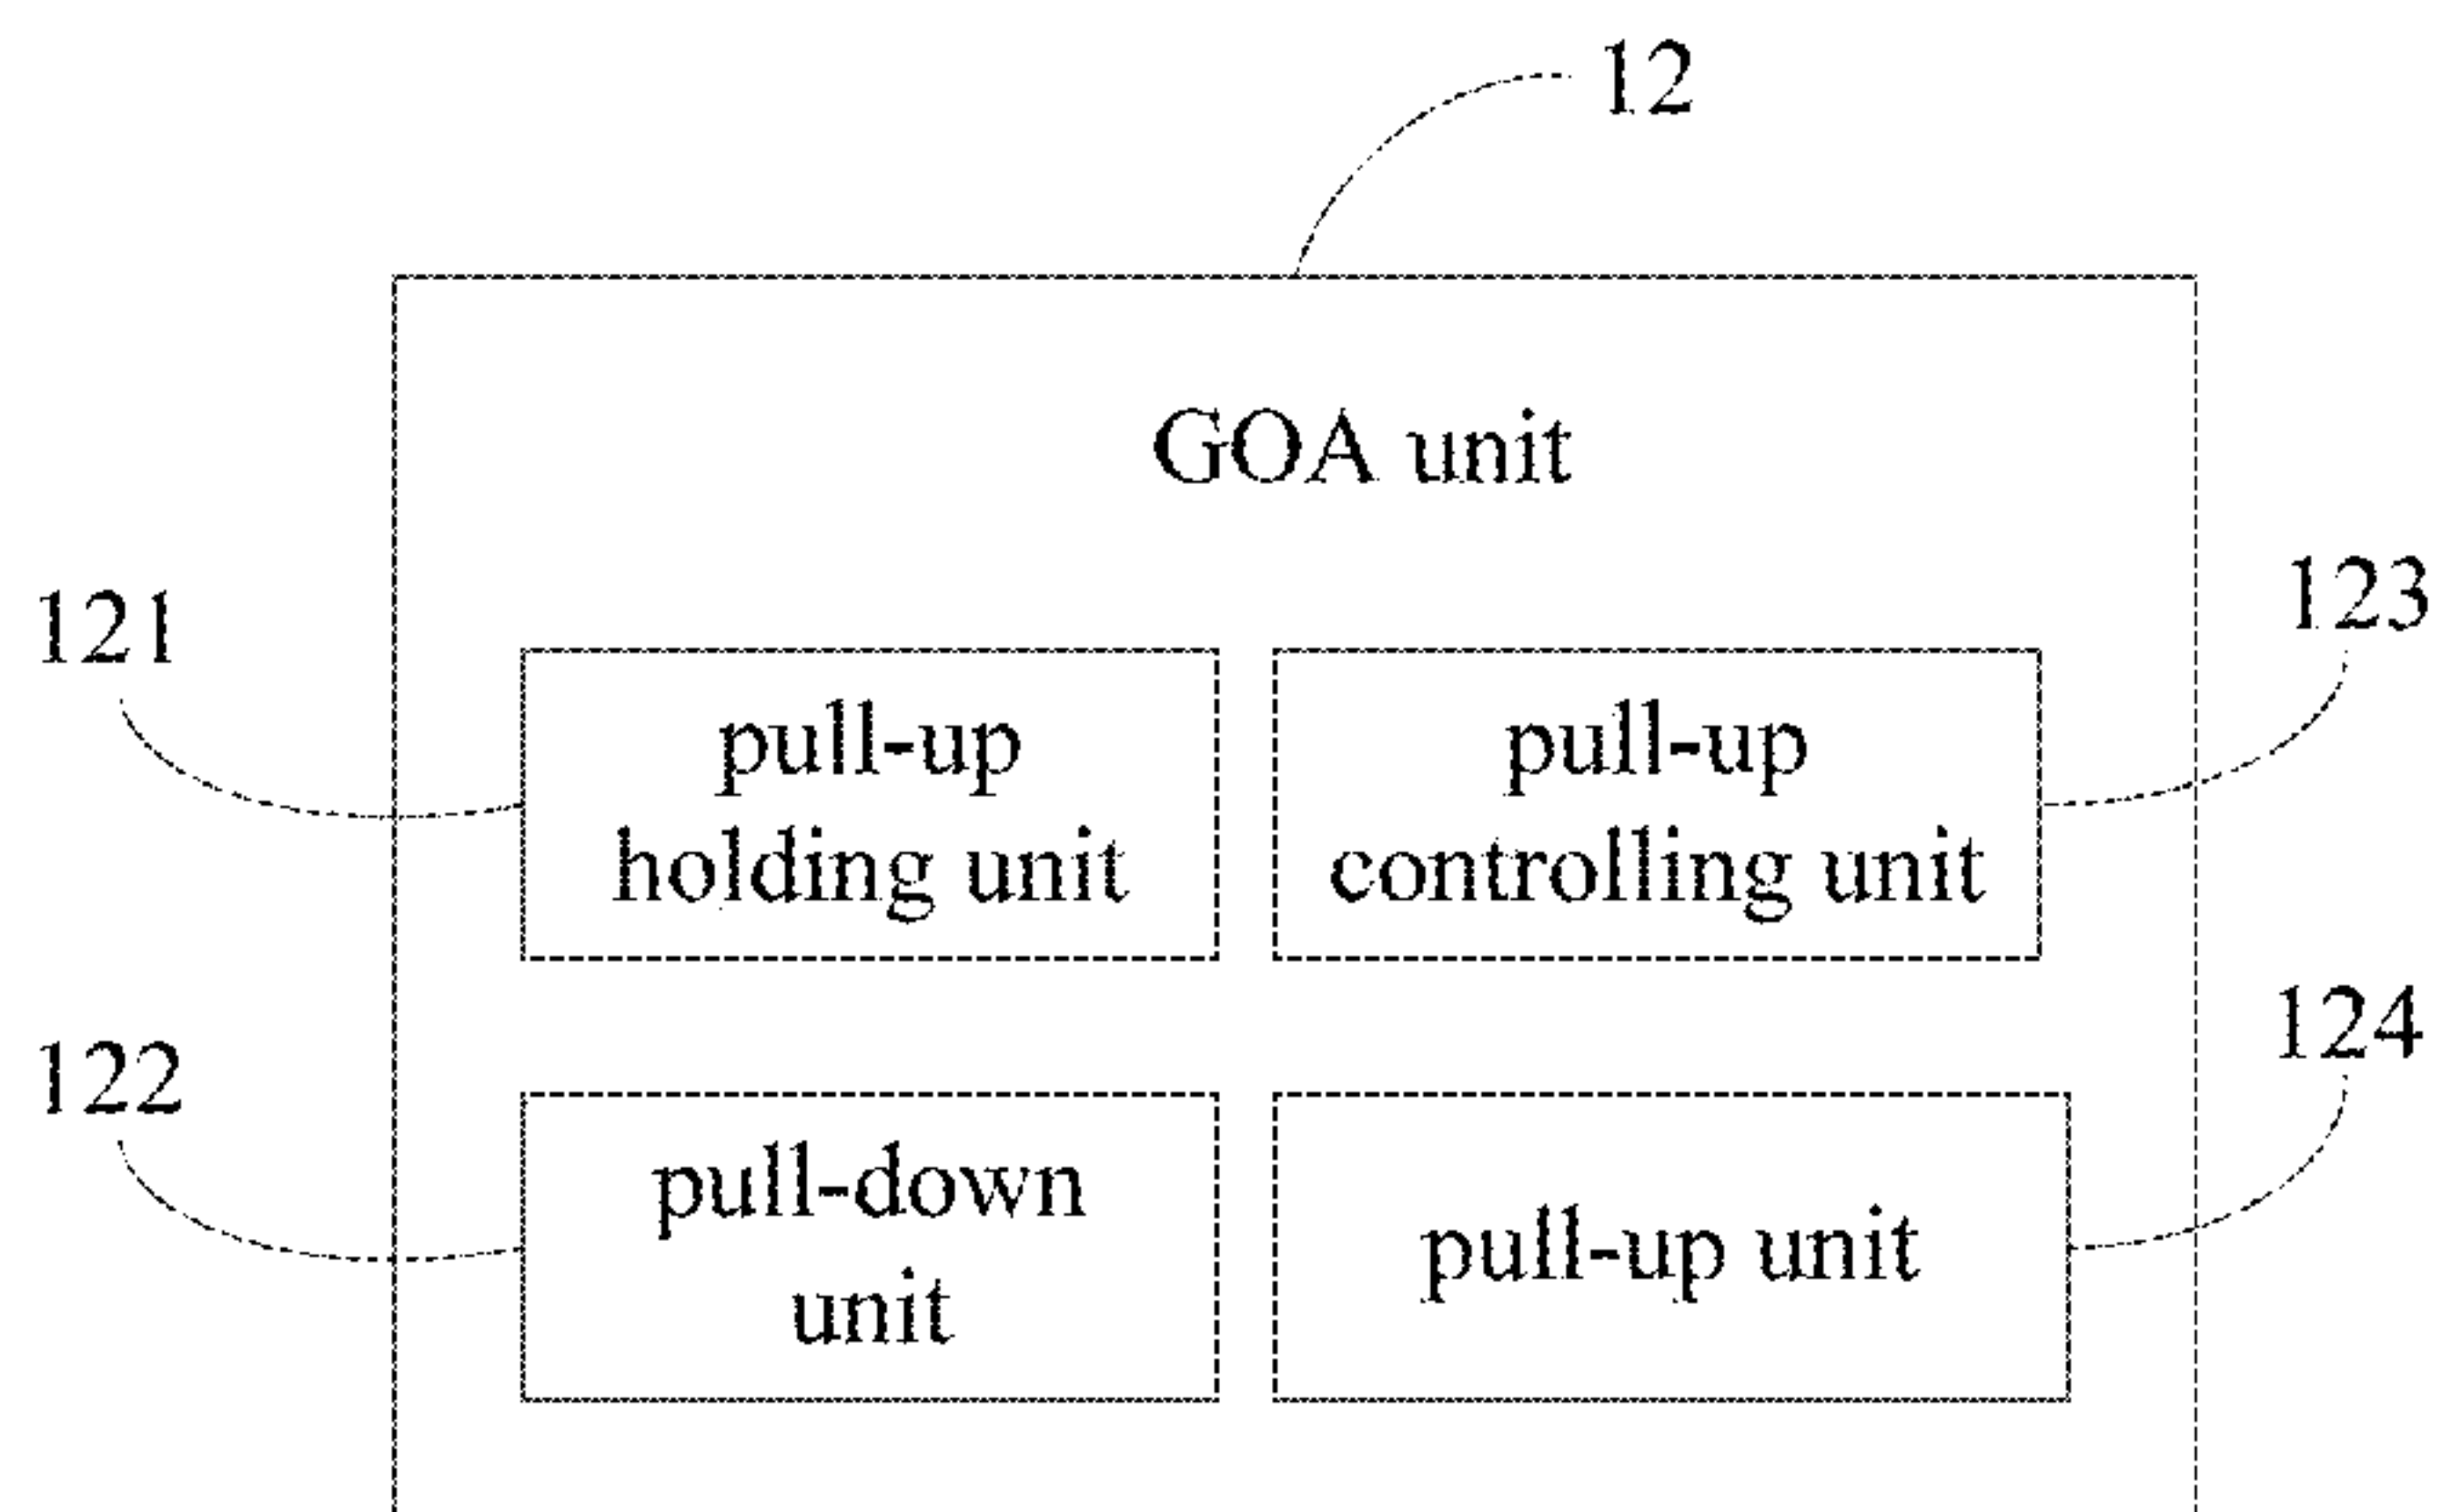 12
GOA unit
121
123
pull-up
holding unit
pull-up
controlling unit
122
124
pull-down
unit
pull-up unit